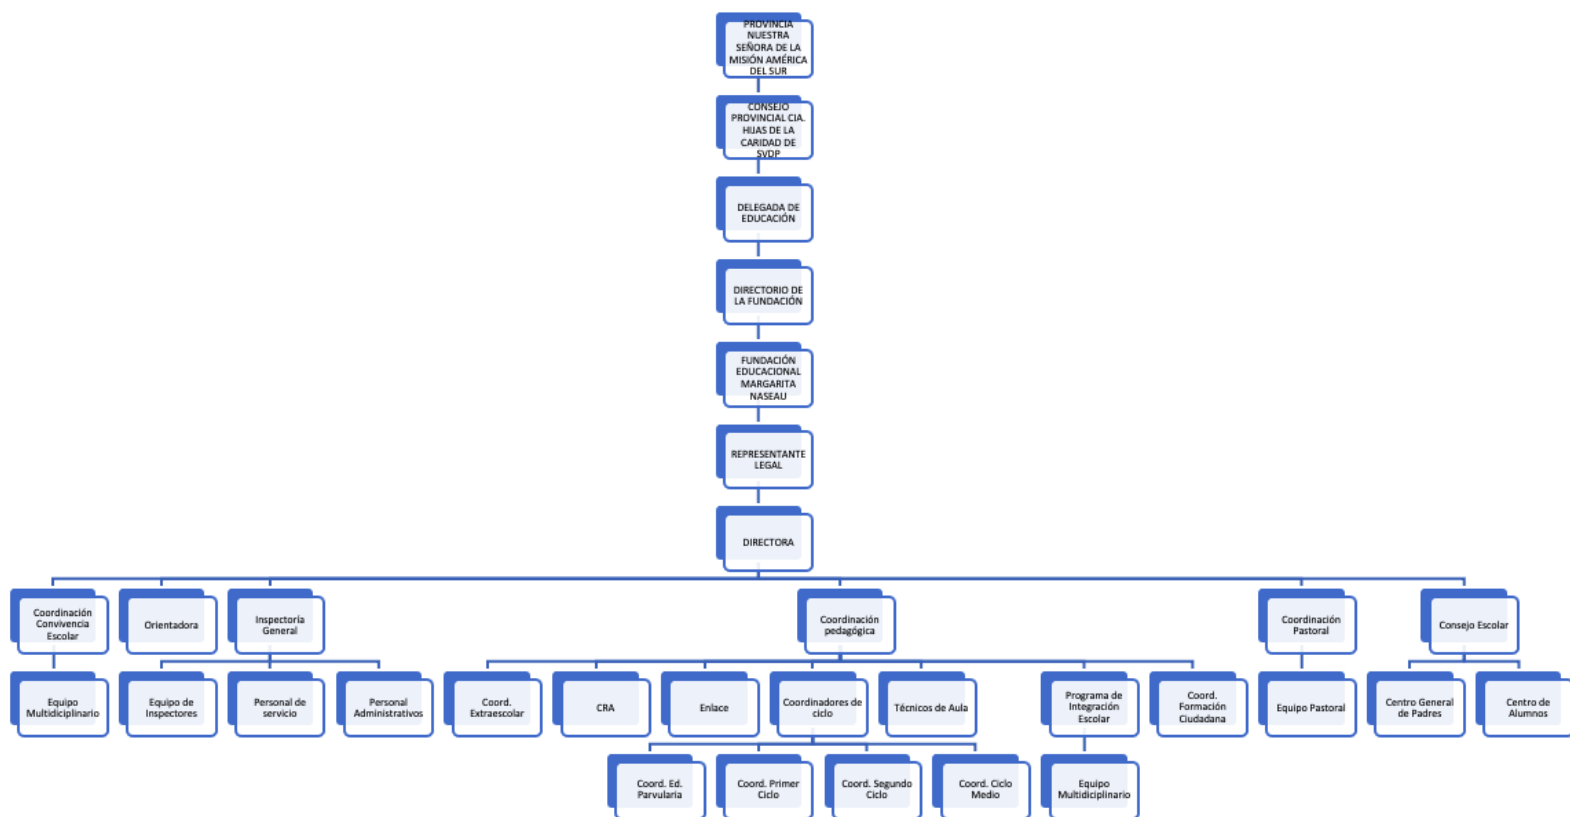 PROVINCIA
NUESTRA
SEÑORA DE LA
MISIÓN AMÉRICA
DEL SUR
CONSEJO
PROVINCIAL CIA.
HIJAS DE LA
CARIDAD DE
SVDP
DELEGADA DE
EDUCACIÓN
DIRECTORIO DE
LA FUNDACIÓN
FUNDACIÓN
EDUCACIONAL
MARGARITA
NASEAU
REPRESENTANTE
LEGAL
DIRECTORA
Coordinación
Convivencia
Escolar
Orientadora
Inspectoría
General
Coordinación
pedagógica
Coordinación
Pastoral
Consejo Escolar
Equipo
Multidiciplinario
Equipo de
Inspectores
Personal de
servicio
Personal
Administrativos
Coord.
Extraescolar
CRA
Enlace
Coordinadores de
ciclo
Técnicos de Aula
Programa de
Integración
Escolar
Coord.
Formación
Ciudadana
Equipo Pastoral
Centro General
de Padres
Centro de
Alumnos
Coord. Ed.
Parvularia
Coord. Primer
Ciclo
Coord. Segundo
Ciclo
Coord. Ciclo
Medio
Equipo
Multidiciplinario